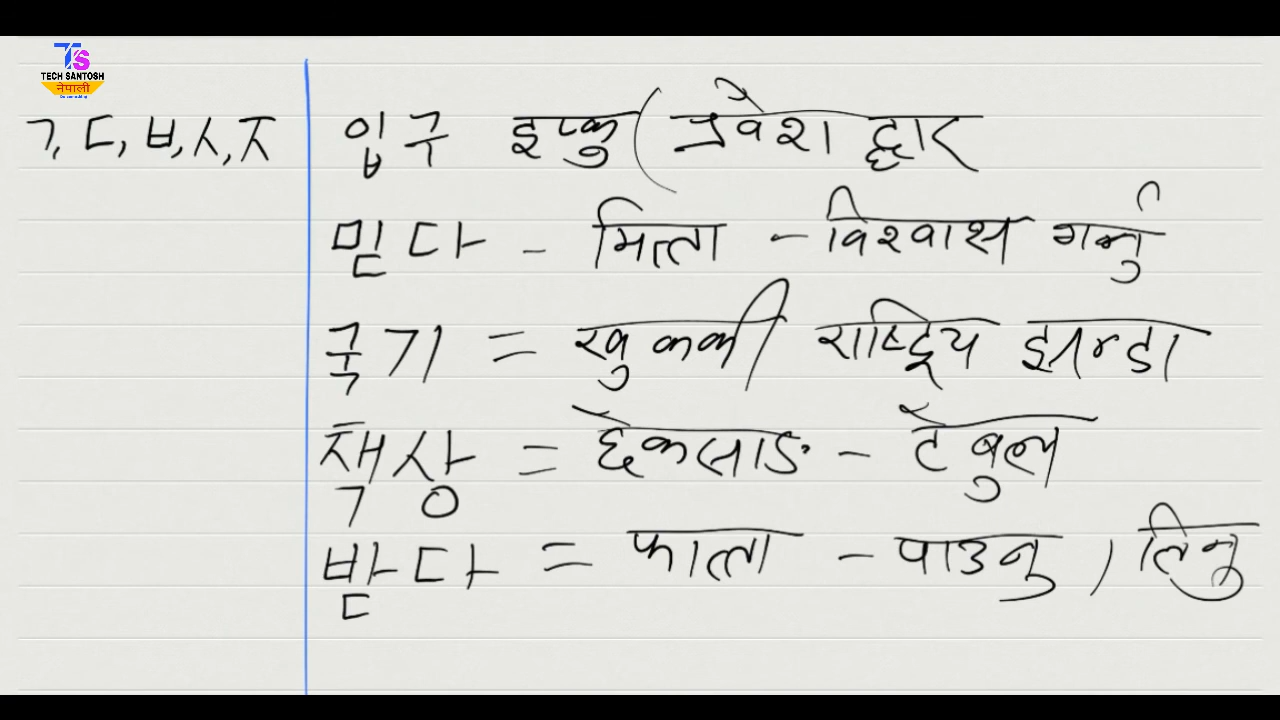 TS
TECH SANTOSH
नेपाली
ㄱ, ㄷ, ㅂ, ㅅ, ㅈ
입구 इप्कु (प्रवेश द्वार
믿다 - मित्ता - विश्वास गर्नु
국기 = खुक्की राष्ट्रिय झण्डा
책상 = छेकसाङ - टेबुल
받다 = फात्ता - पाउनु, लिनु